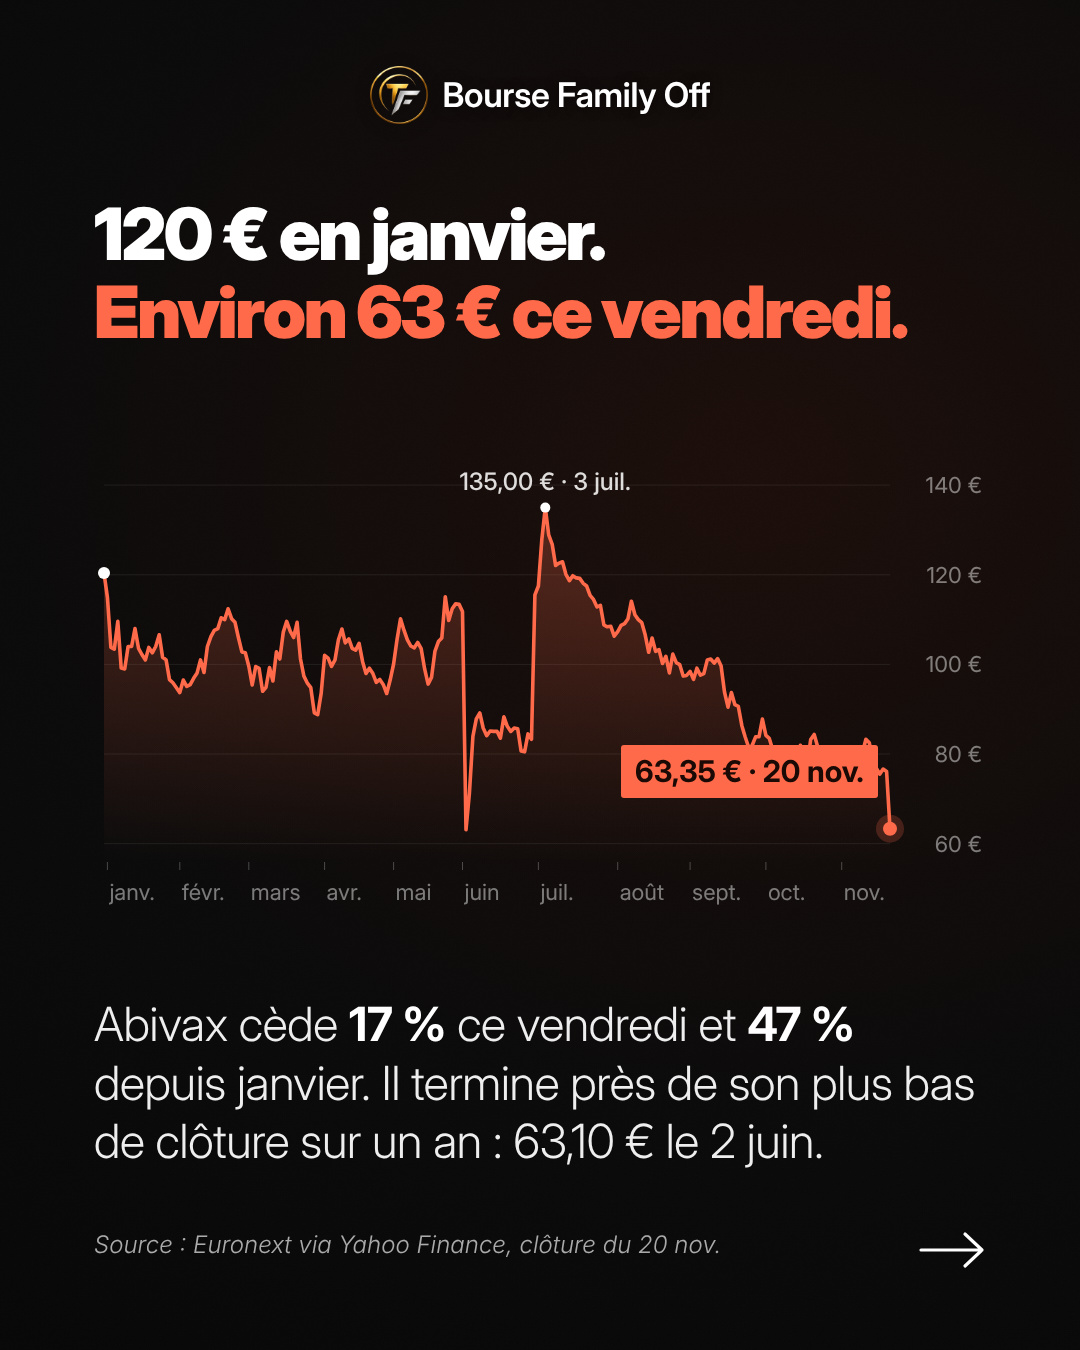 TF Bourse Family Off
120 € en janvier.
Environ 63 € ce vendredi.
135,00 € · 3 juil.
140 €
120 €
100 €
80 €
63,35 € · 20 nov.
60 €
janv. févr. mars avr. mai juin juil. août sept. oct. nov.
Abivax cède 17 % ce vendredi et 47 %
depuis janvier. Il termine près de son plus bas
de clôture sur un an : 63,10 € le 2 juin.
Source : Euronext via Yahoo Finance, clôture du 20 nov.